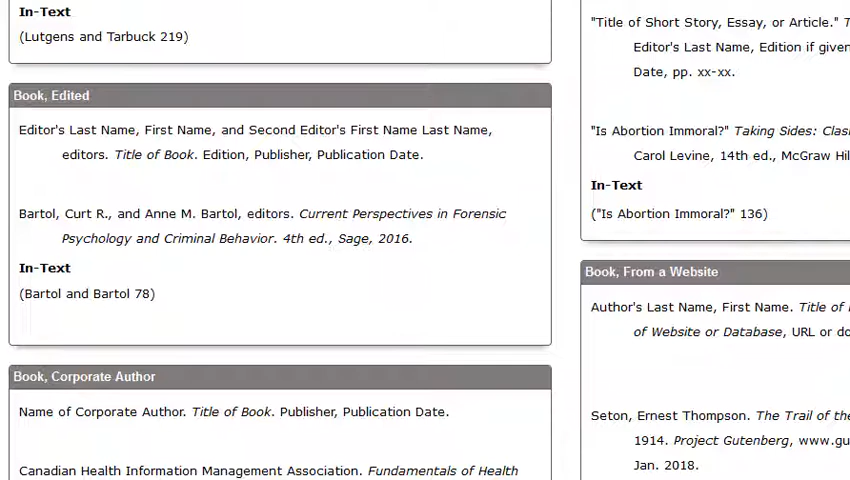 In-Text
(Lutgens and Tarbuck 219)
Book, Edited
Editor's Last Name, First Name, and Second Editor's First Name Last Name,
editors. Title of Book. Edition, Publisher, Publication Date.
Bartol, Curt R., and Anne M. Bartol, editors. Current Perspectives in Forensic
Psychology and Criminal Behavior. 4th ed., Sage, 2016.
In-Text
(Bartol and Bartol 78)
Book, Corporate Author
Name of Corporate Author. Title of Book. Publisher, Publication Date.
Canadian Health Information Management Association. Fundamentals of Health
"Title of Short Story, Essay, or Article."
Editor's Last Name, Edition if given
Date, pp. xx-xx.
"Is Abortion Immoral?" Taking Sides:
Carol Levine, 14th ed., McGraw
In-Text
("Is Abortion Immoral?" 136)
Book, From a Website
Author's Last Name, First Name. Title of
of Website or Database, URL or
Seton, Ernest Thompson. The Trail of
1914. Project Gutenberg,
Jan. 2018.